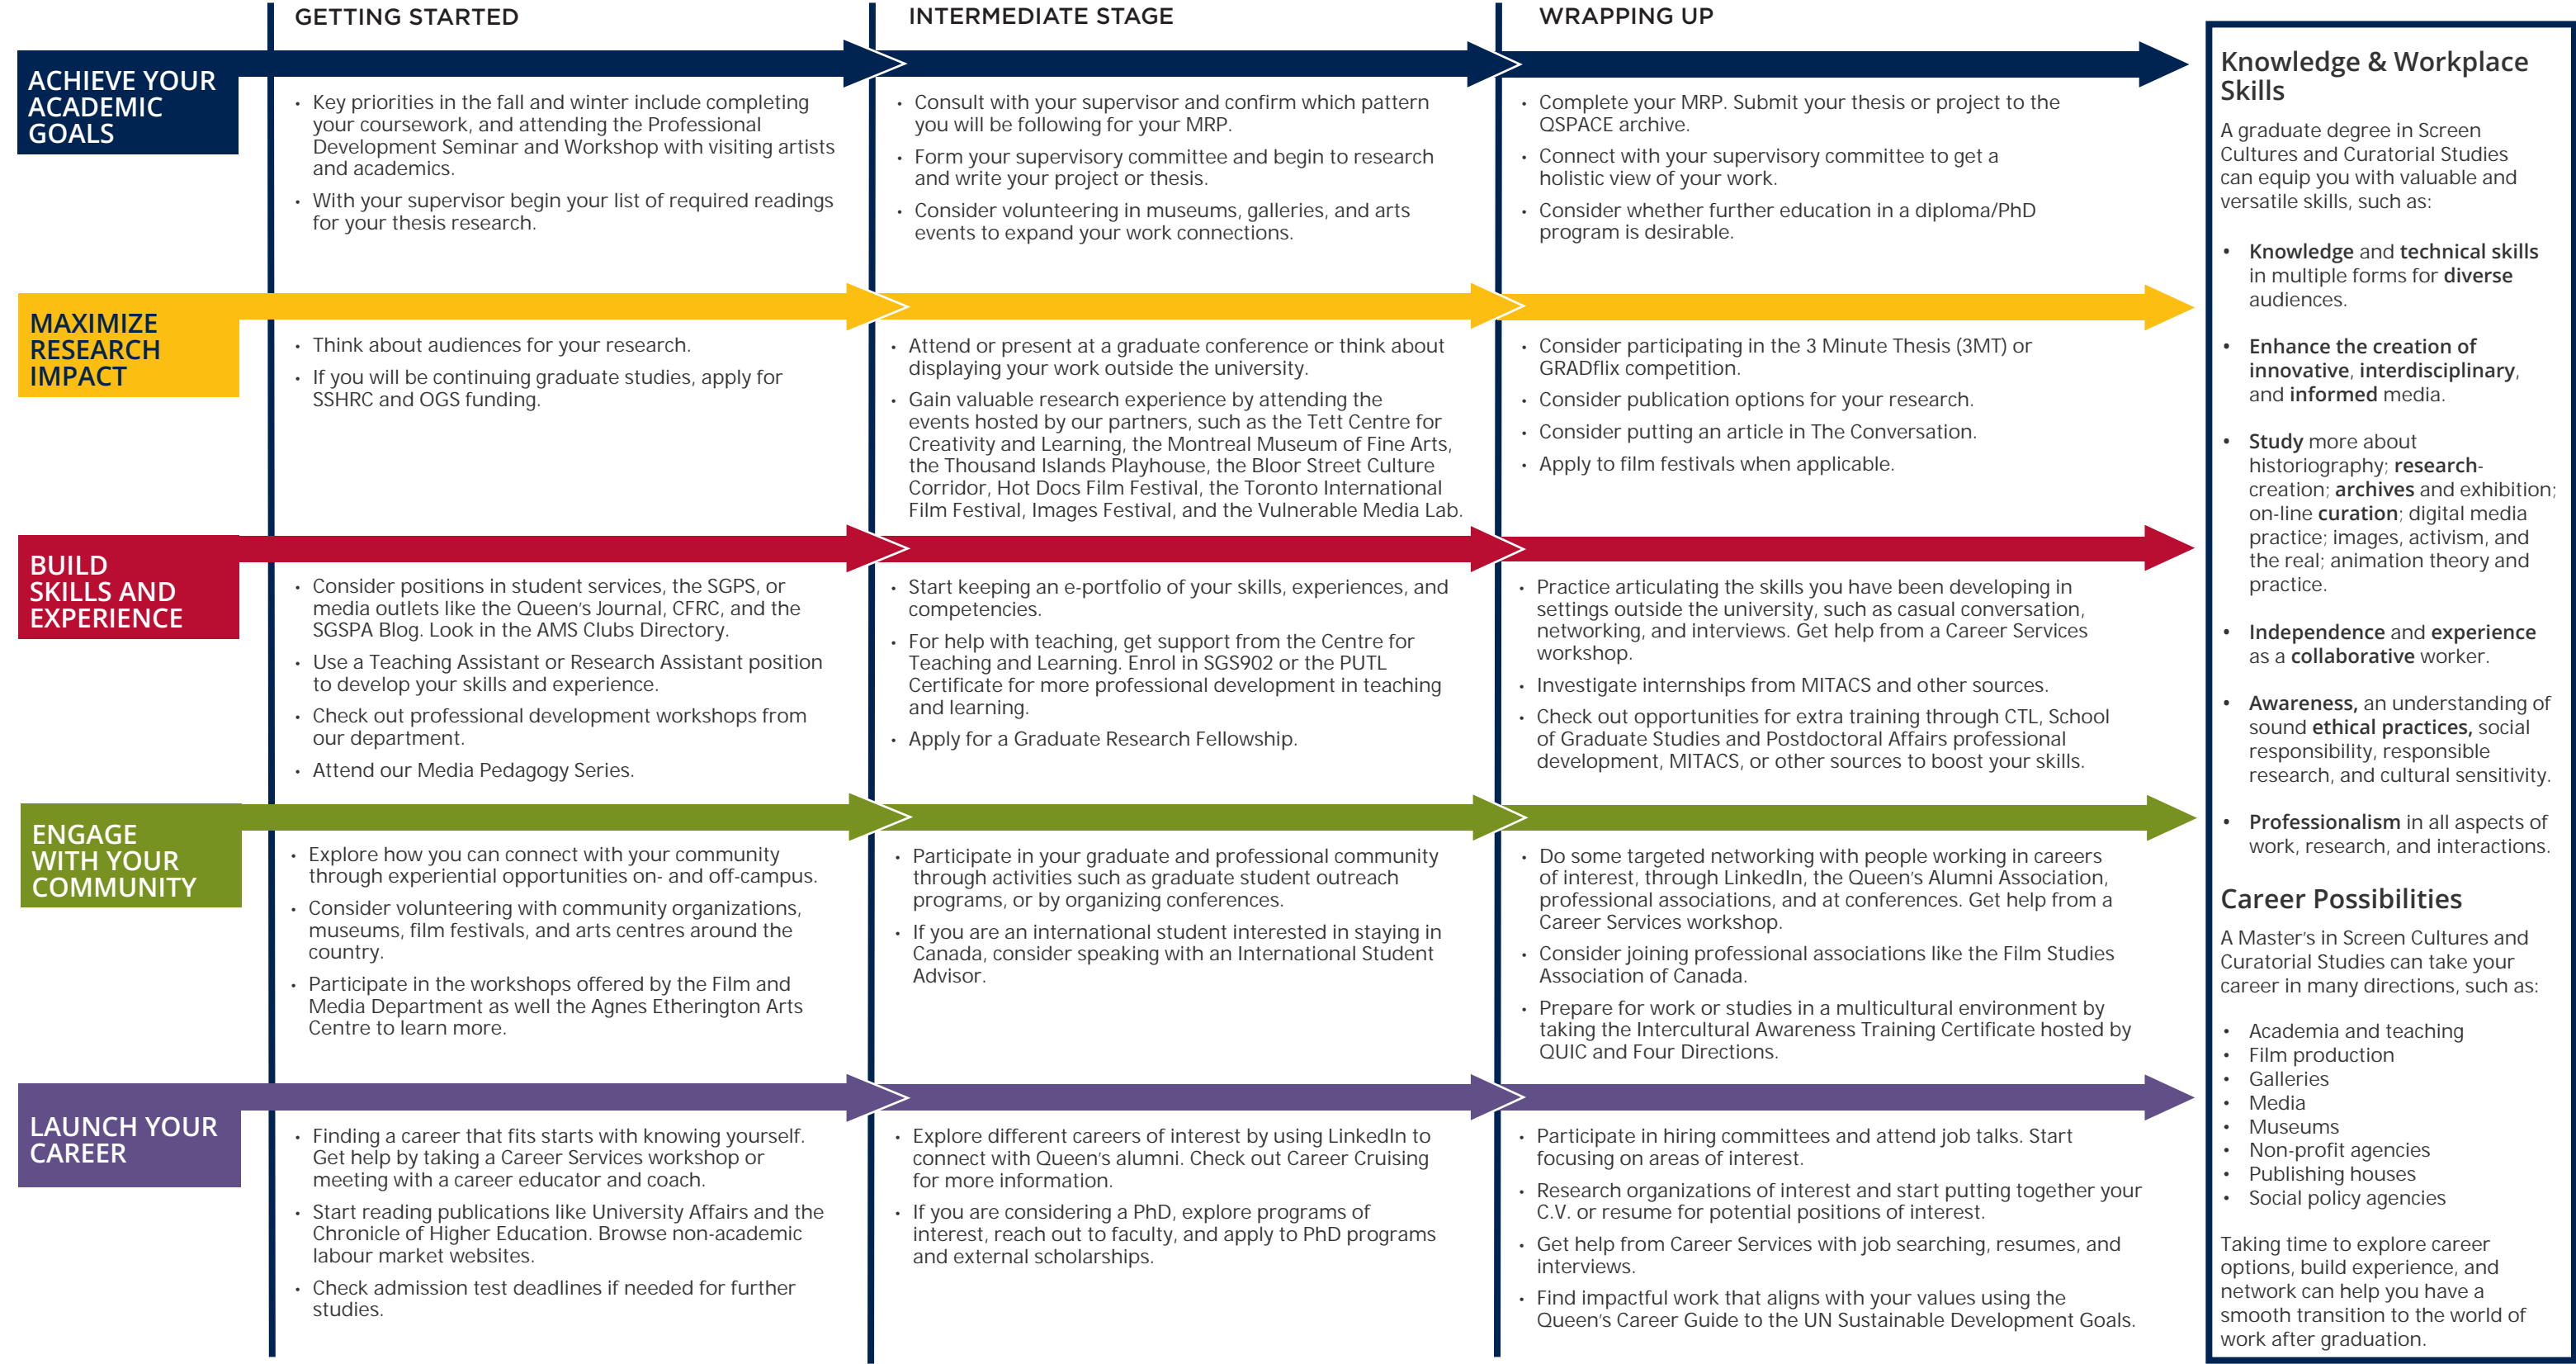 GETTING STARTED
INTERMEDIATE STAGE
WRAPPING UP
ACHIEVE YOUR
ACADEMIC
GOALS
• Key priorities in the fall and winter include completing
your coursework, and attending the Professional
Development Seminar and Workshop with visiting artists
and academics.
• With your supervisor begin your list of required readings
for your thesis research.
• Consult with your supervisor and confirm which pattern
you will be following for your MRP.
• Form your supervisory committee and begin to research
and write your project or thesis.
• Consider volunteering in museums, galleries, and arts
events to expand your work connections.
• Complete your MRP. Submit your thesis or project to the
QSPACE archive.
• Connect with your supervisory committee to get a
holistic view of your work.
• Consider whether further education in a diploma/PhD
program is desirable.
MAXIMIZE
RESEARCH
IMPACT
• Think about audiences for your research.
• If you will be continuing graduate studies, apply for
SSHRC and OGS funding.
• Attend or present at a graduate conference or think about
displaying your work outside the university.
• Gain valuable research experience by attending the
events hosted by our partners, such as the Tett Centre for
Creativity and Learning, the Montreal Museum of Fine Arts,
the Thousand Islands Playhouse, the Bloor Street Culture
Corridor, Hot Docs Film Festival, the Toronto International
Film Festival, Images Festival, and the Vulnerable Media Lab.
• Consider participating in the 3 Minute Thesis (3MT) or
GRADflix competition.
• Consider publication options for your research.
• Consider putting an article in The Conversation.
• Apply to film festivals when applicable.
BUILD
SKILLS AND
EXPERIENCE
• Consider positions in student services, the SGPS, or
media outlets like the Queen's Journal, CFRC, and the
SGSPA Blog. Look in the AMS Clubs Directory.
• Use a Teaching Assistant or Research Assistant position
to develop your skills and experience.
• Check out professional development workshops from
our department.
• Attend our Media Pedagogy Series.
• Start keeping an e-portfolio of your skills, experiences, and
competencies.
• For help with teaching, get support from the Centre for
Teaching and Learning. Enrol in SGS902 or the PUTL
Certificate for more professional development in teaching
and learning.
• Apply for a Graduate Research Fellowship.
• Practice articulating the skills you have been developing in
settings outside the university, such as casual conversation,
networking, and interviews. Get help from a Career Services
workshop.
• Investigate internships from MITACS and other sources.
• Check out opportunities for extra training through CTL, School
of Graduate Studies and Postdoctoral Affairs professional
development, MITACS, or other sources to boost your skills.
ENGAGE
WITH YOUR
COMMUNITY
• Explore how you can connect with your community
through experiential opportunities on- and off-campus.
• Consider volunteering with community organizations,
museums, film festivals, and arts centres around the
country.
• Participate in the workshops offered by the Film and
Media Department as well the Agnes Etherington Arts
Centre to learn more.
• Participate in your graduate and professional community
through activities such as graduate student outreach
programs, or by organizing conferences.
• If you are an international student interested in staying in
Canada, consider speaking with an International Student
Advisor.
• Do some targeted networking with people working in careers
of interest, through LinkedIn, the Queen's Alumni Association,
professional associations, and at conferences. Get help from a
Career Services workshop.
• Consider joining professional associations like the Film Studies
Association of Canada.
• Prepare for work or studies in a multicultural environment by
taking the Intercultural Awareness Training Certificate hosted by
QUIC and Four Directions.
LAUNCH YOUR
CAREER
• Finding a career that fits starts with knowing yourself.
Get help by taking a Career Services workshop or
meeting with a career educator and coach.
• Start reading publications like University Affairs and the
Chronicle of Higher Education. Browse non-academic
labour market websites.
• Check admission test deadlines if needed for further
studies.
• Explore different careers of interest by using LinkedIn to
connect with Queen's alumni. Check out Career Cruising
for more information.
• If you are considering a PhD, explore programs of
interest, reach out to faculty, and apply to PhD programs
and external scholarships.
• Participate in hiring committees and attend job talks. Start
focusing on areas of interest.
• Research organizations of interest and start putting together your
C.V. or resume for potential positions of interest.
• Get help from Career Services with job searching, resumes, and
interviews.
• Find impactful work that aligns with your values using the
Queen's Career Guide to the UN Sustainable Development Goals.
Knowledge & Workplace
Skills
A graduate degree in Screen
Cultures and Curatorial Studies
can equip you with valuable and
versatile skills, such as:
• Knowledge and technical skills
in multiple forms for diverse
audiences.
• Enhance the creation of
innovative, interdisciplinary,
and informed media.
• Study more about
historiography; research-
creation; archives and exhibition;
on-line curation; digital media
practice; images, activism, and
the real; animation theory and
practice.
• Independence and experience
as a collaborative worker.
• Awareness, an understanding of
sound ethical practices, social
responsibility, responsible
research, and cultural sensitivity.
• Professionalism in all aspects of
work, research, and interactions.
Career Possibilities
A Master's in Screen Cultures and
Curatorial Studies can take your
career in many directions, such as:
• Academia and teaching
• Film production
• Galleries
• Media
• Museums
• Non-profit agencies
• Publishing houses
• Social policy agencies
Taking time to explore career
options, build experience, and
network can help you have a
smooth transition to the world of
work after graduation.